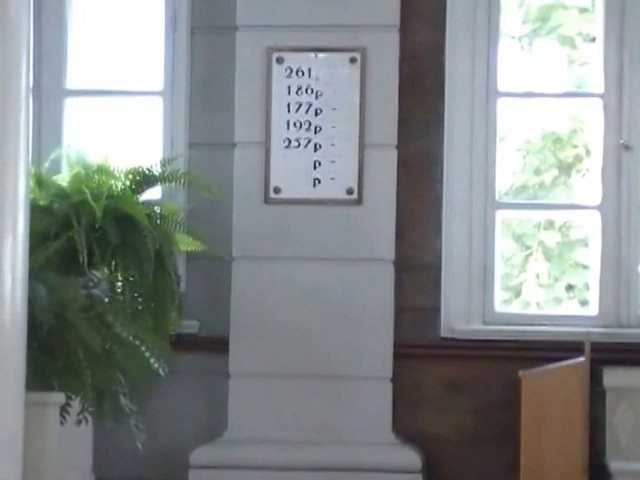 261
186p
177p -
192p -
257p -
p -
p -